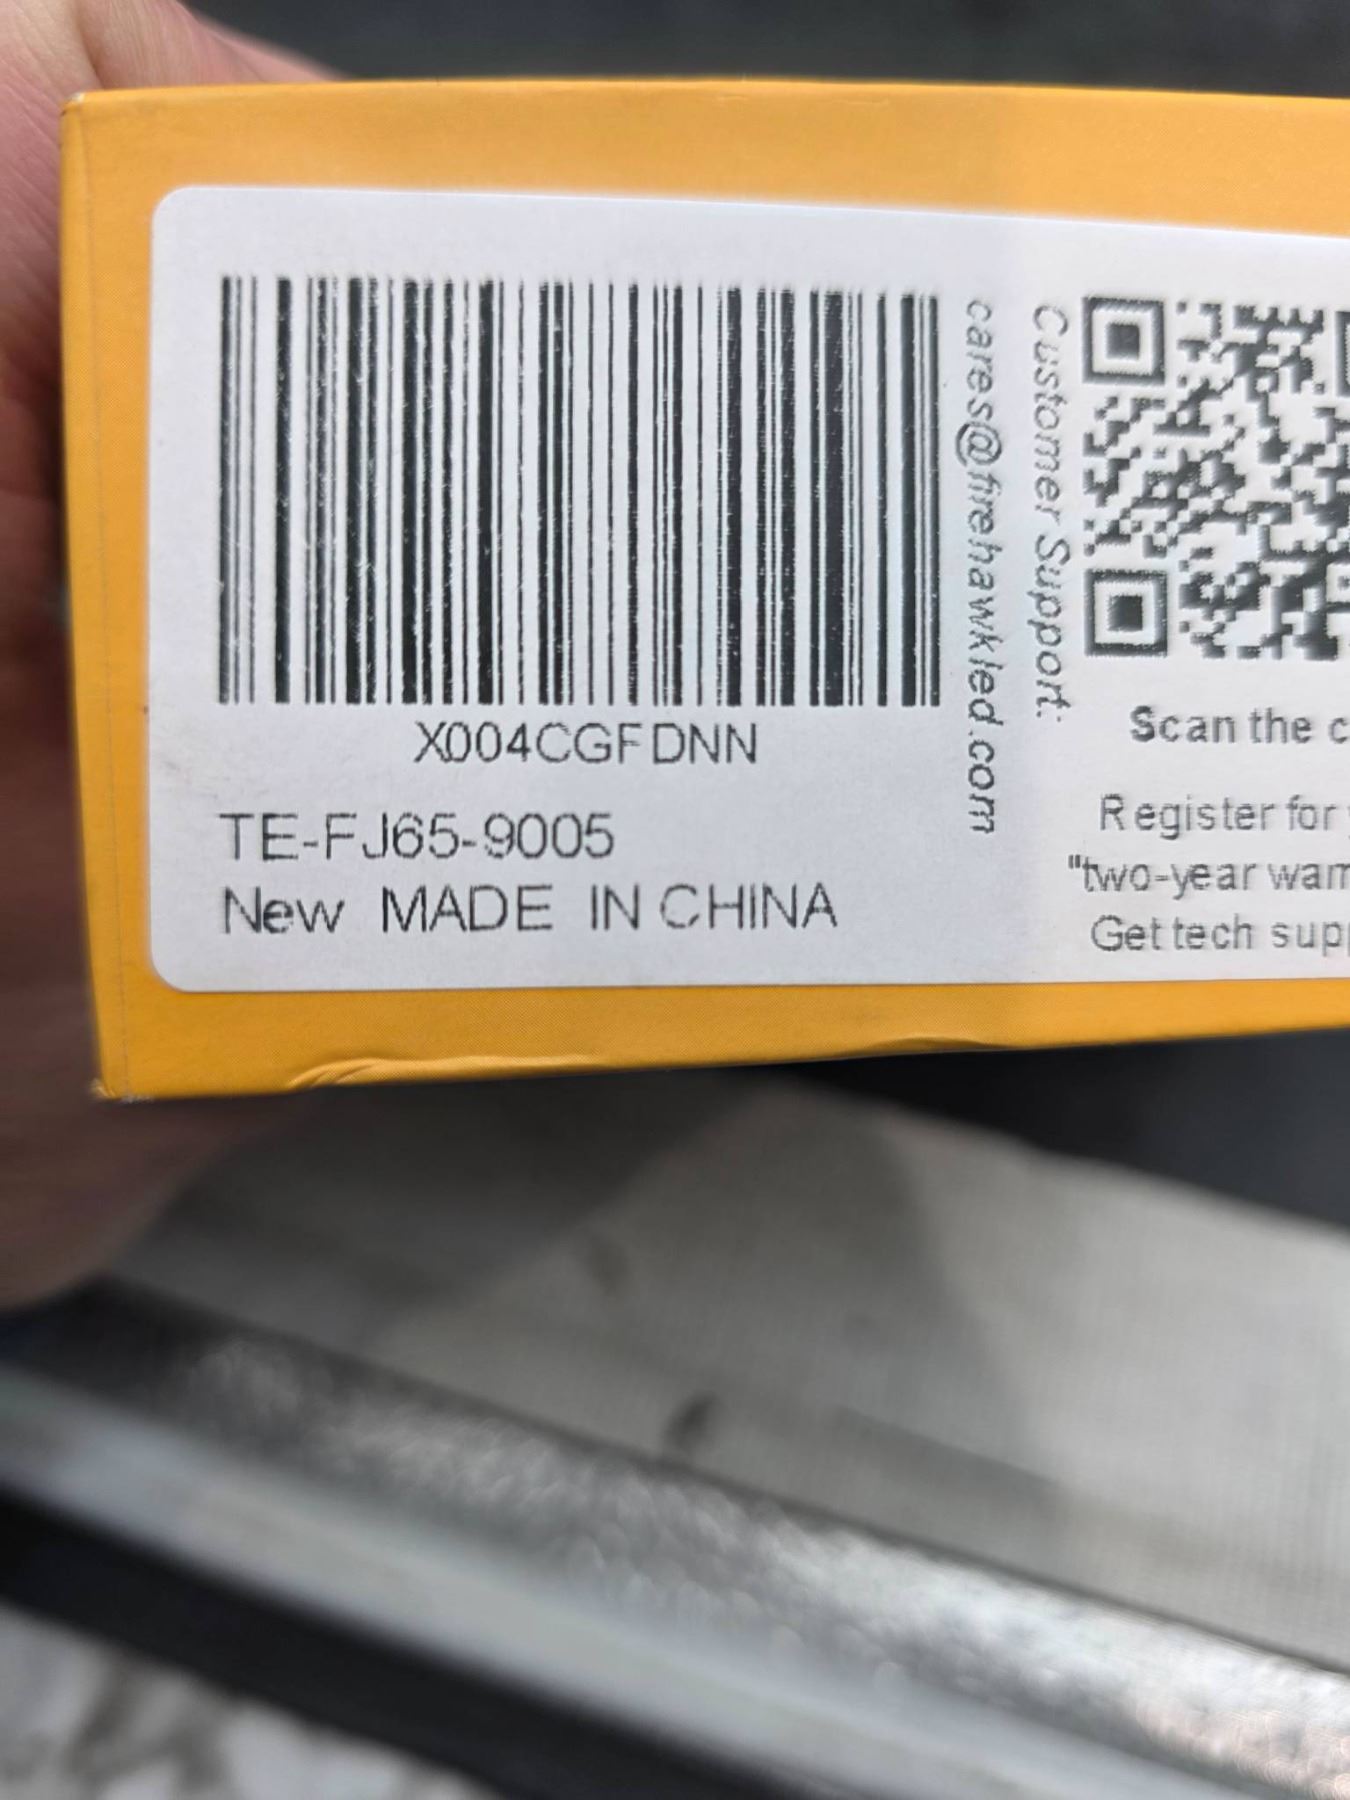 X004CGFDNN
TE-FJ65-9005
New MADE IN CHINA
cares@firehawkled.com
Customer Support:
Scan the
Register for
"two-year
Get tech